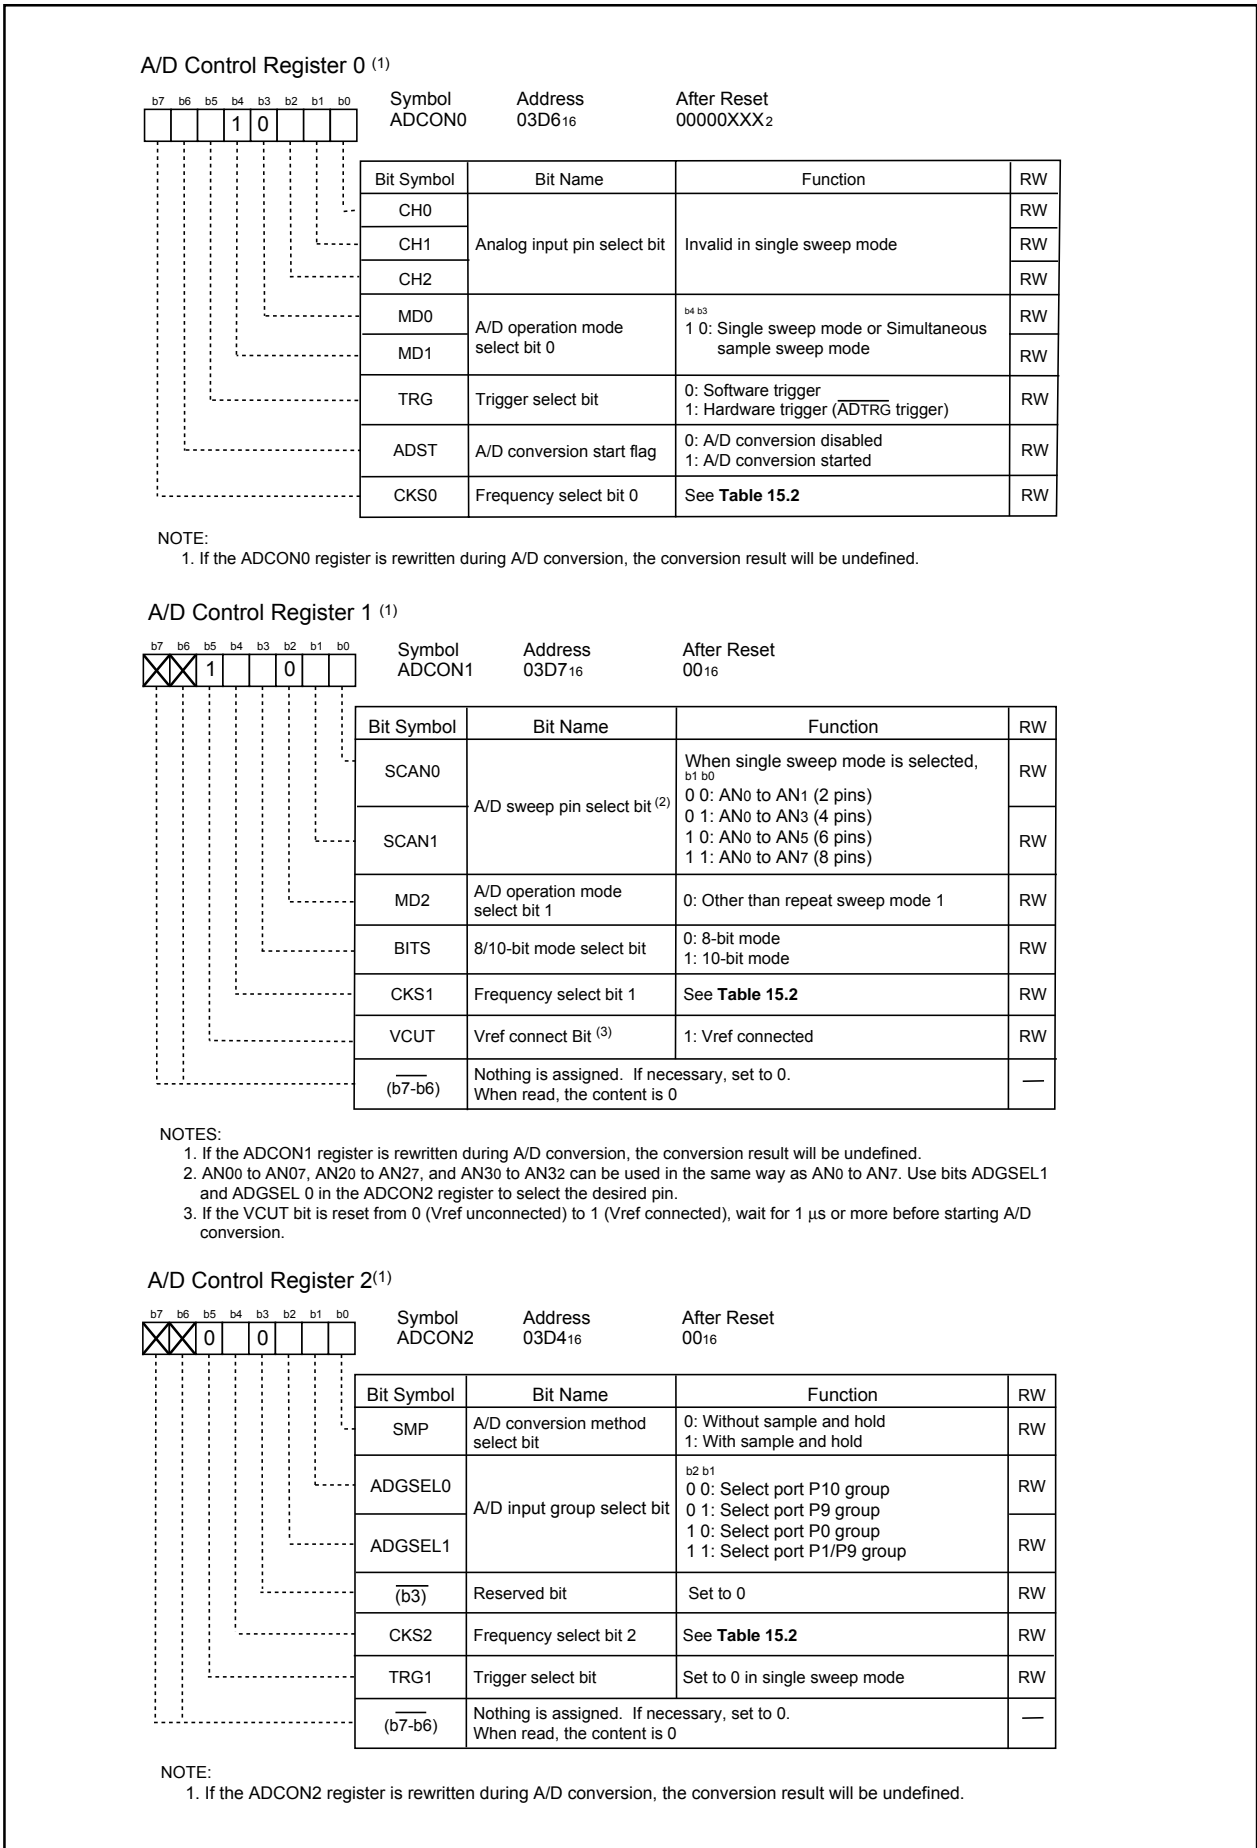 A/D Control Register 0 (1)
b7 b6 b5 b4 b3 b2 b1 b0
1 0
Symbol Address After Reset
ADCON0 03D616 00000XXX2
Bit Symbol Bit Name Function RW
CH0 RW
CH1 Analog input pin select bit Invalid in single sweep mode RW
CH2 RW
MD0 A/D operation mode select bit 0 b4 b3 RW
1 0: Single sweep mode or Simultaneous
MD1 sample sweep mode RW
TRG Trigger select bit 0: Software trigger RW
1: Hardware trigger (ADTRG trigger)
ADST A/D conversion start flag 0: A/D conversion disabled RW
1: A/D conversion started
CKS0 Frequency select bit 0 See Table 15.2 RW
NOTE:
1. If the ADCON0 register is rewritten during A/D conversion, the conversion result will be undefined.
A/D Control Register 1 (1)
b7 b6 b5 b4 b3 b2 b1 b0
1 0
Symbol Address After Reset
ADCON1 03D716 0016
Bit Symbol Bit Name Function RW
SCAN0 A/D sweep pin select bit (2) When single sweep mode is selected, RW
b1 b0
0 0: AN0 to AN1 (2 pins)
0 1: AN0 to AN3 (4 pins)
SCAN1 1 0: AN0 to AN5 (6 pins) RW
1 1: AN0 to AN7 (8 pins)
MD2 A/D operation mode select bit 1 0: Other than repeat sweep mode 1 RW
BITS 8/10-bit mode select bit 0: 8-bit mode RW
1: 10-bit mode
CKS1 Frequency select bit 1 See Table 15.2 RW
VCUT Vref connect Bit (3) 1: Vref connected RW
(b7-b6) Nothing is assigned. If necessary, set to 0. —
When read, the content is 0
NOTES:
1. If the ADCON1 register is rewritten during A/D conversion, the conversion result will be undefined.
2. AN00 to AN07, AN20 to AN27, and AN30 to AN32 can be used in the same way as AN0 to AN7. Use bits ADGSEL1
and ADGSEL 0 in the ADCON2 register to select the desired pin.
3. If the VCUT bit is reset from 0 (Vref unconnected) to 1 (Vref connected), wait for 1 μs or more before starting A/D
conversion.
A/D Control Register 2(1)
b7 b6 b5 b4 b3 b2 b1 b0
0 0
Symbol Address After Reset
ADCON2 03D416 0016
Bit Symbol Bit Name Function RW
SMP A/D conversion method select bit 0: Without sample and hold RW
1: With sample and hold
ADGSEL0 A/D input group select bit b2 b1 RW
0 0: Select port P10 group
0 1: Select port P9 group
ADGSEL1 1 0: Select port P0 group RW
1 1: Select port P1/P9 group
(b3) Reserved bit Set to 0 RW
CKS2 Frequency select bit 2 See Table 15.2 RW
TRG1 Trigger select bit Set to 0 in single sweep mode RW
(b7-b6) Nothing is assigned. If necessary, set to 0. —
When read, the content is 0
NOTE:
1. If the ADCON2 register is rewritten during A/D conversion, the conversion result will be undefined.